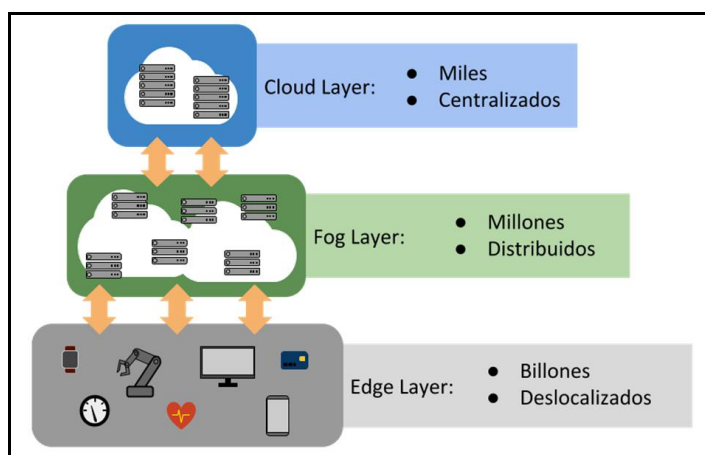 Cloud Layer:
● Miles
● Centralizados
Fog Layer:
● Millones
● Distribuidos
Edge Layer:
● Billones
● Deslocalizados